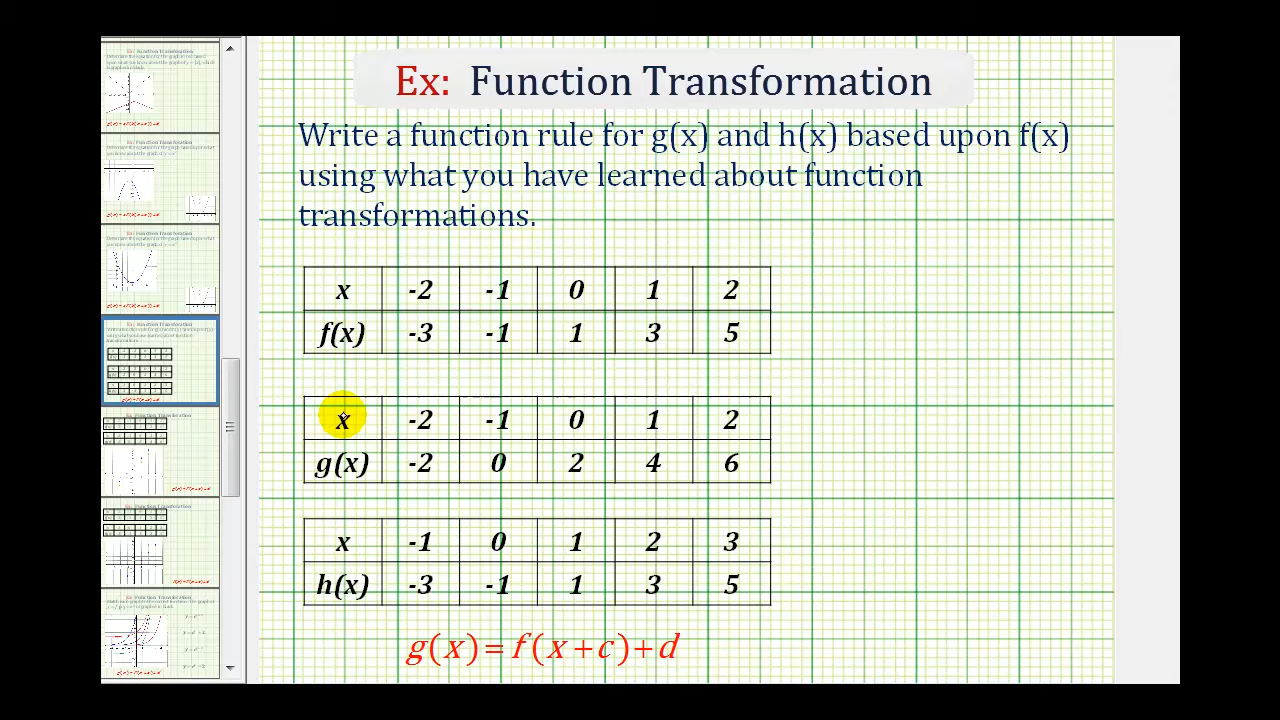 Ex: Function Transformation
Write a function rule for g(x) and h(x) based upon f(x)
using what you have learned about function
transformations.
x -2 -1 0 1 2
f(x) -3 -1 1 3 5
x -2 -1 0 1 2
g(x) -2 0 2 4 6
x -1 0 1 2 3
h(x) -3 -1 1 3 5
g(x) = f(x+c)+d